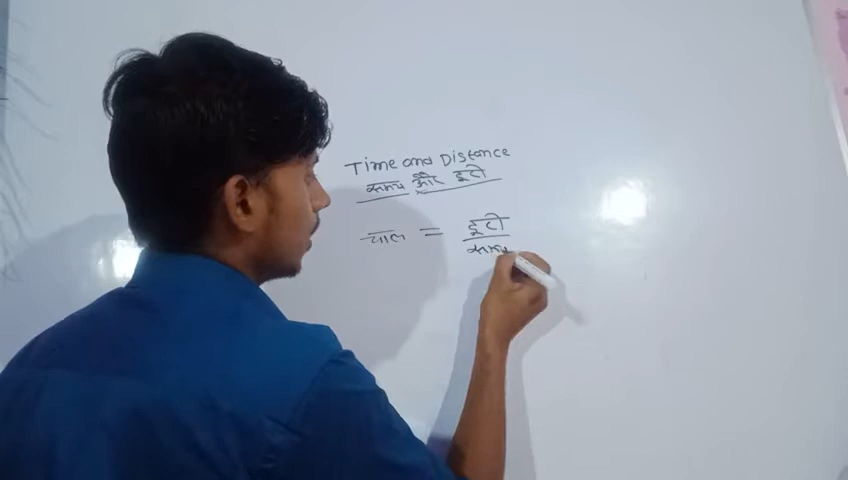 Time and Distance
समय और दूरी
चाल = दूरी
समय